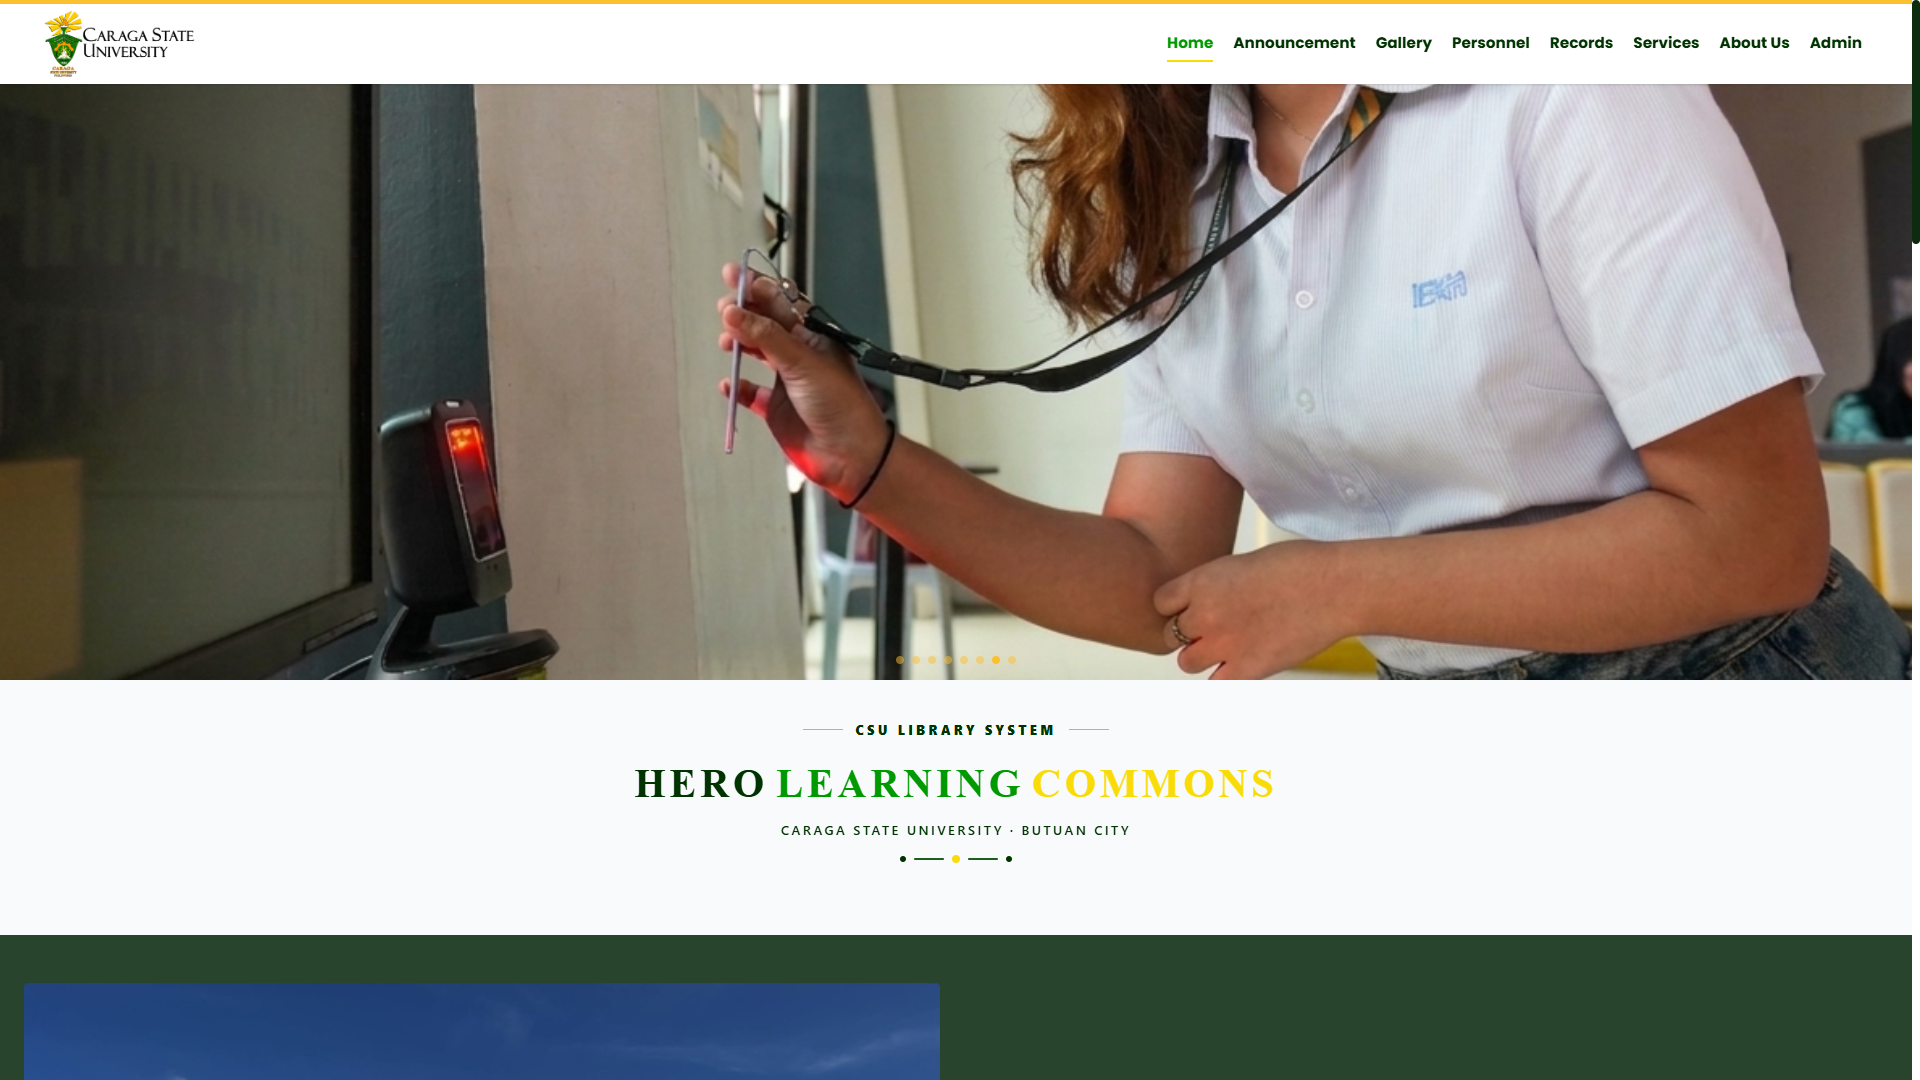 CARAGA STATE
UNIVERSITY
Home Announcement Gallery Personnel Records Services About Us Admin
CSU LIBRARY SYSTEM
HERO LEARNING COMMONS
CARAGA STATE UNIVERSITY · BUTUAN CITY